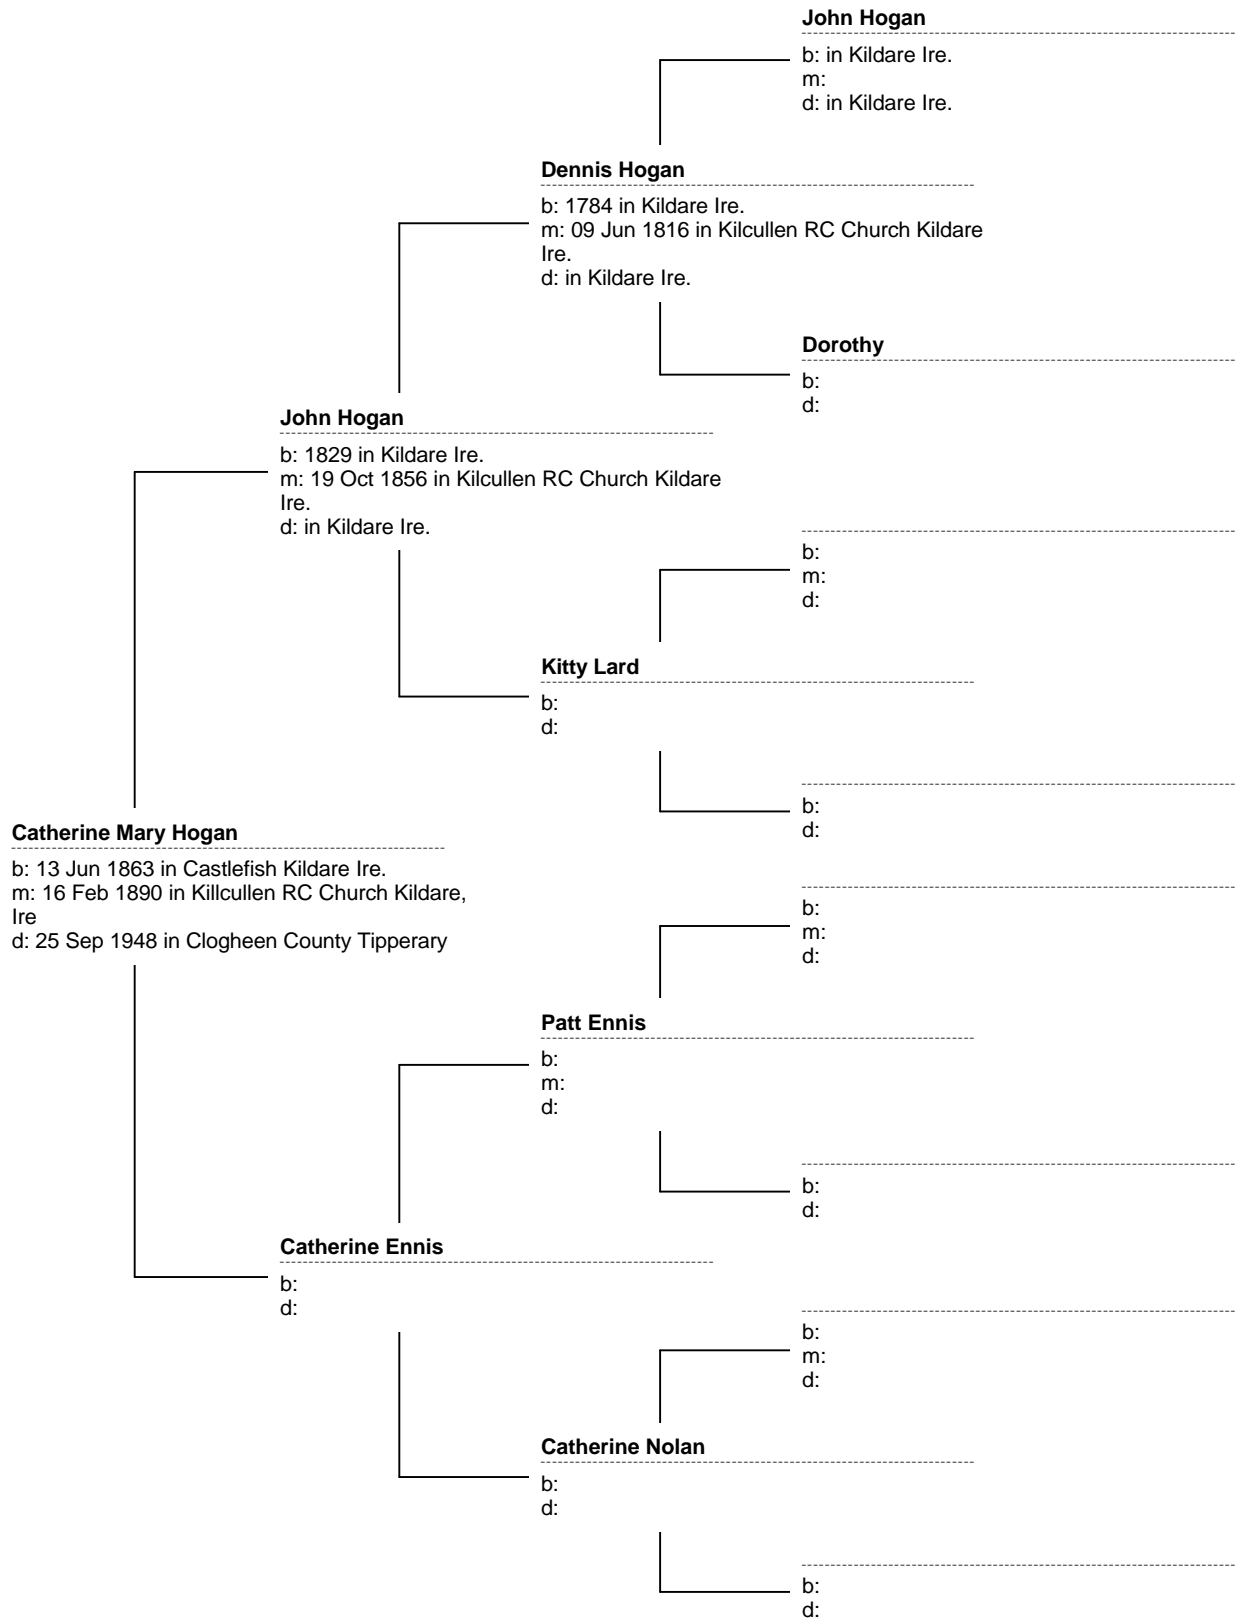 John Hogan
b: in Kildare Ire.
m:
d: in Kildare Ire.
Dennis Hogan
b: 1784 in Kildare Ire.
m: 09 Jun 1816 in Kilcullen RC Church Kildare
Ire.
d: in Kildare Ire.
Dorothy
b:
d:
John Hogan
b: 1829 in Kildare Ire.
m: 19 Oct 1856 in Kilcullen RC Church Kildare
Ire.
d: in Kildare Ire.
b:
m:
d:
Kitty Lard
b:
d:
b:
d:
Catherine Mary Hogan
b: 13 Jun 1863 in Castlefish Kildare Ire.
m: 16 Feb 1890 in Killcullen RC Church Kildare,
Ire
d: 25 Sep 1948 in Clogheen County Tipperary
b:
m:
d:
Patt Ennis
b:
m:
d:
b:
d:
Catherine Ennis
b:
d:
b:
m:
d:
Catherine Nolan
b:
d:
b:
d: